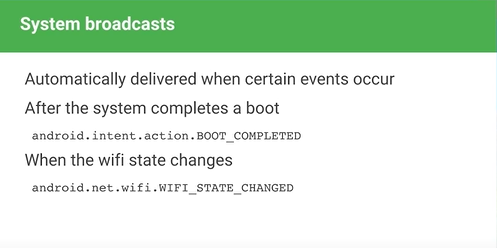 System broadcasts
Automatically delivered when certain events occur
After the system completes a boot
android.intent.action.BOOT_COMPLETED
When the wifi state changes
android.net.wifi.WIFI_STATE_CHANGED